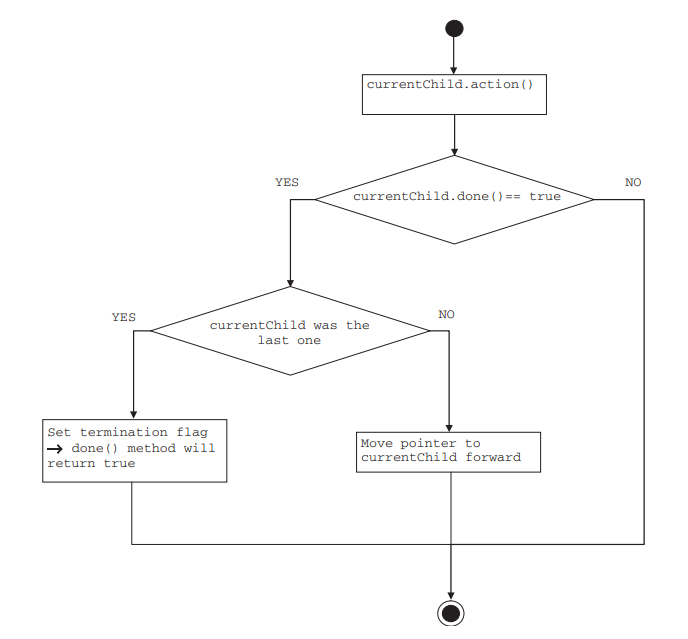 currentChild.action()
YES
NO
currentChild.done()== true
YES
NO
currentChild was the
last one
Set termination flag
→ done() method will
return true
Move pointer to
currentChild forward